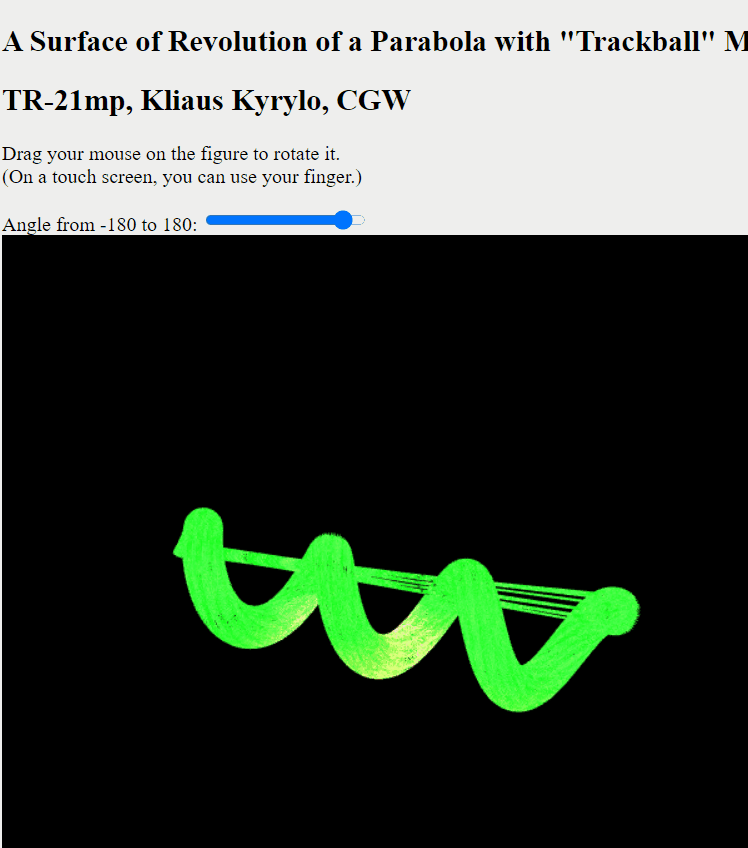 A Surface of Revolution of a Parabola with "Trackball"
TR-21mp, Kliaus Kyrylo, CGW
Drag your mouse on the figure to rotate it.
(On a touch screen, you can use your finger.)
Angle from -180 to 180: